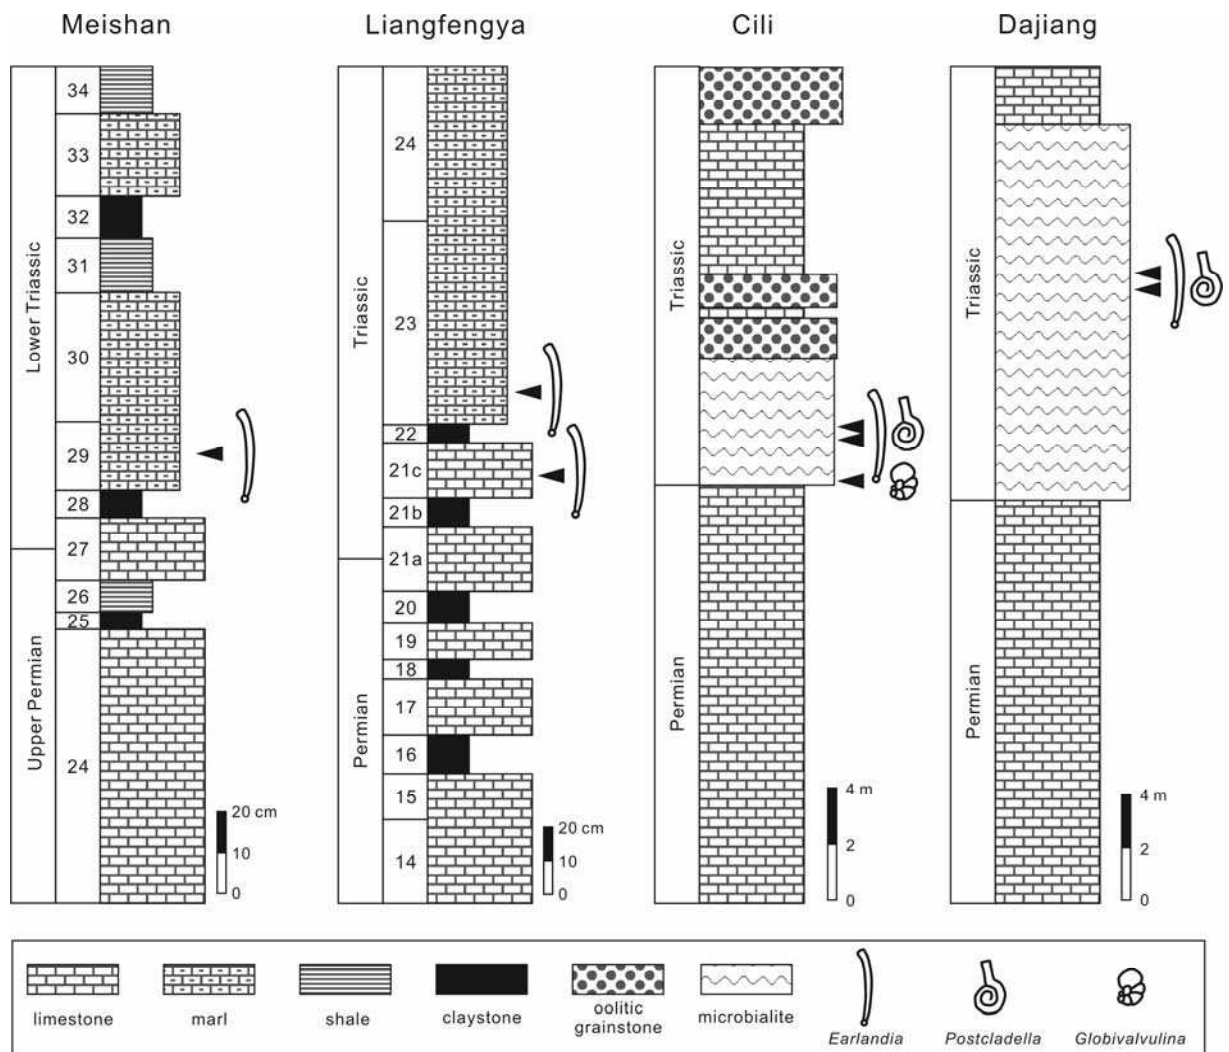 Meishan
Liangfengya
Cili
Dajiang
Lower Triassic
Upper Permian
34
33
32
31
30
29
28
27
26
25
24
20 cm
10
0
Triassic
Permian
24
23
22
21c
21b
21a
20
19
18
17
16
15
14
20 cm
10
0
Triassic
Permian
4 m
2
0
Triassic
Permian
4 m
2
0
limestone
marl
shale
claystone
oolitic
grainstone
microbialite
Earlandia
Postcladella
Globivalvulina